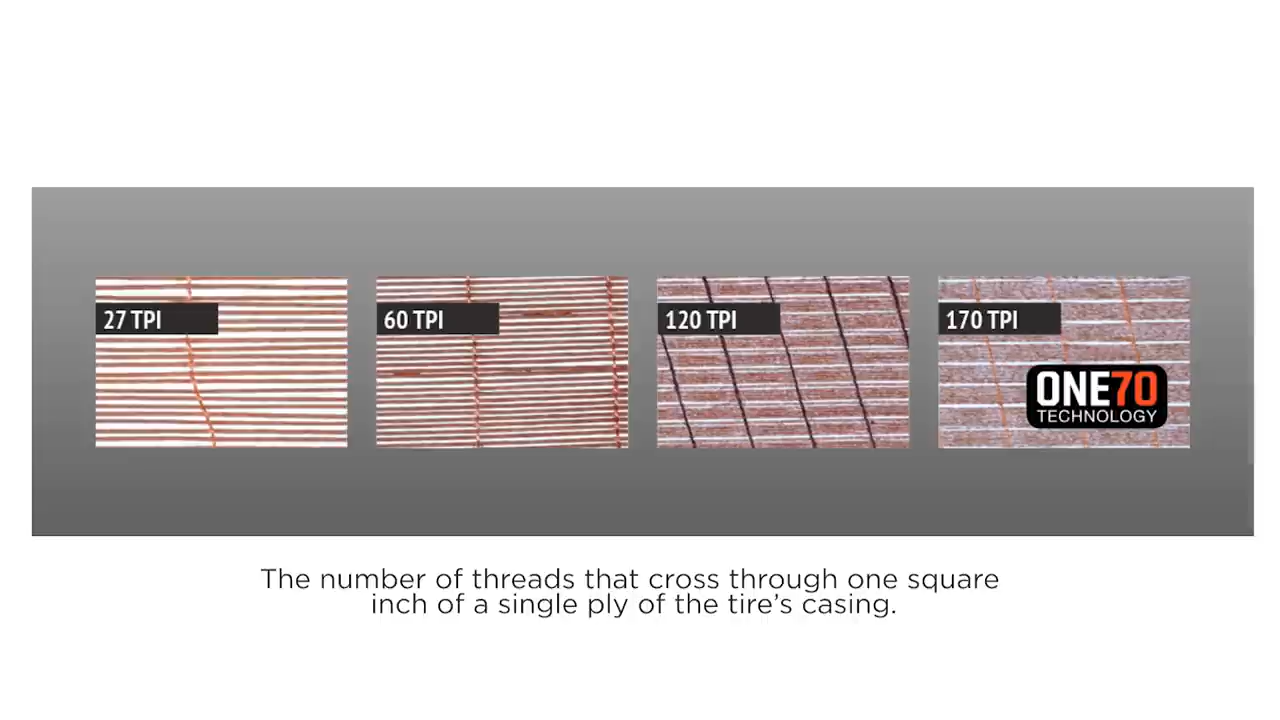 27 TPI
60 TPI
120 TPI
170 TPI
ONE70
TECHNOLOGY
The number of threads that cross through one square
inch of a single ply of the tire’s casing.